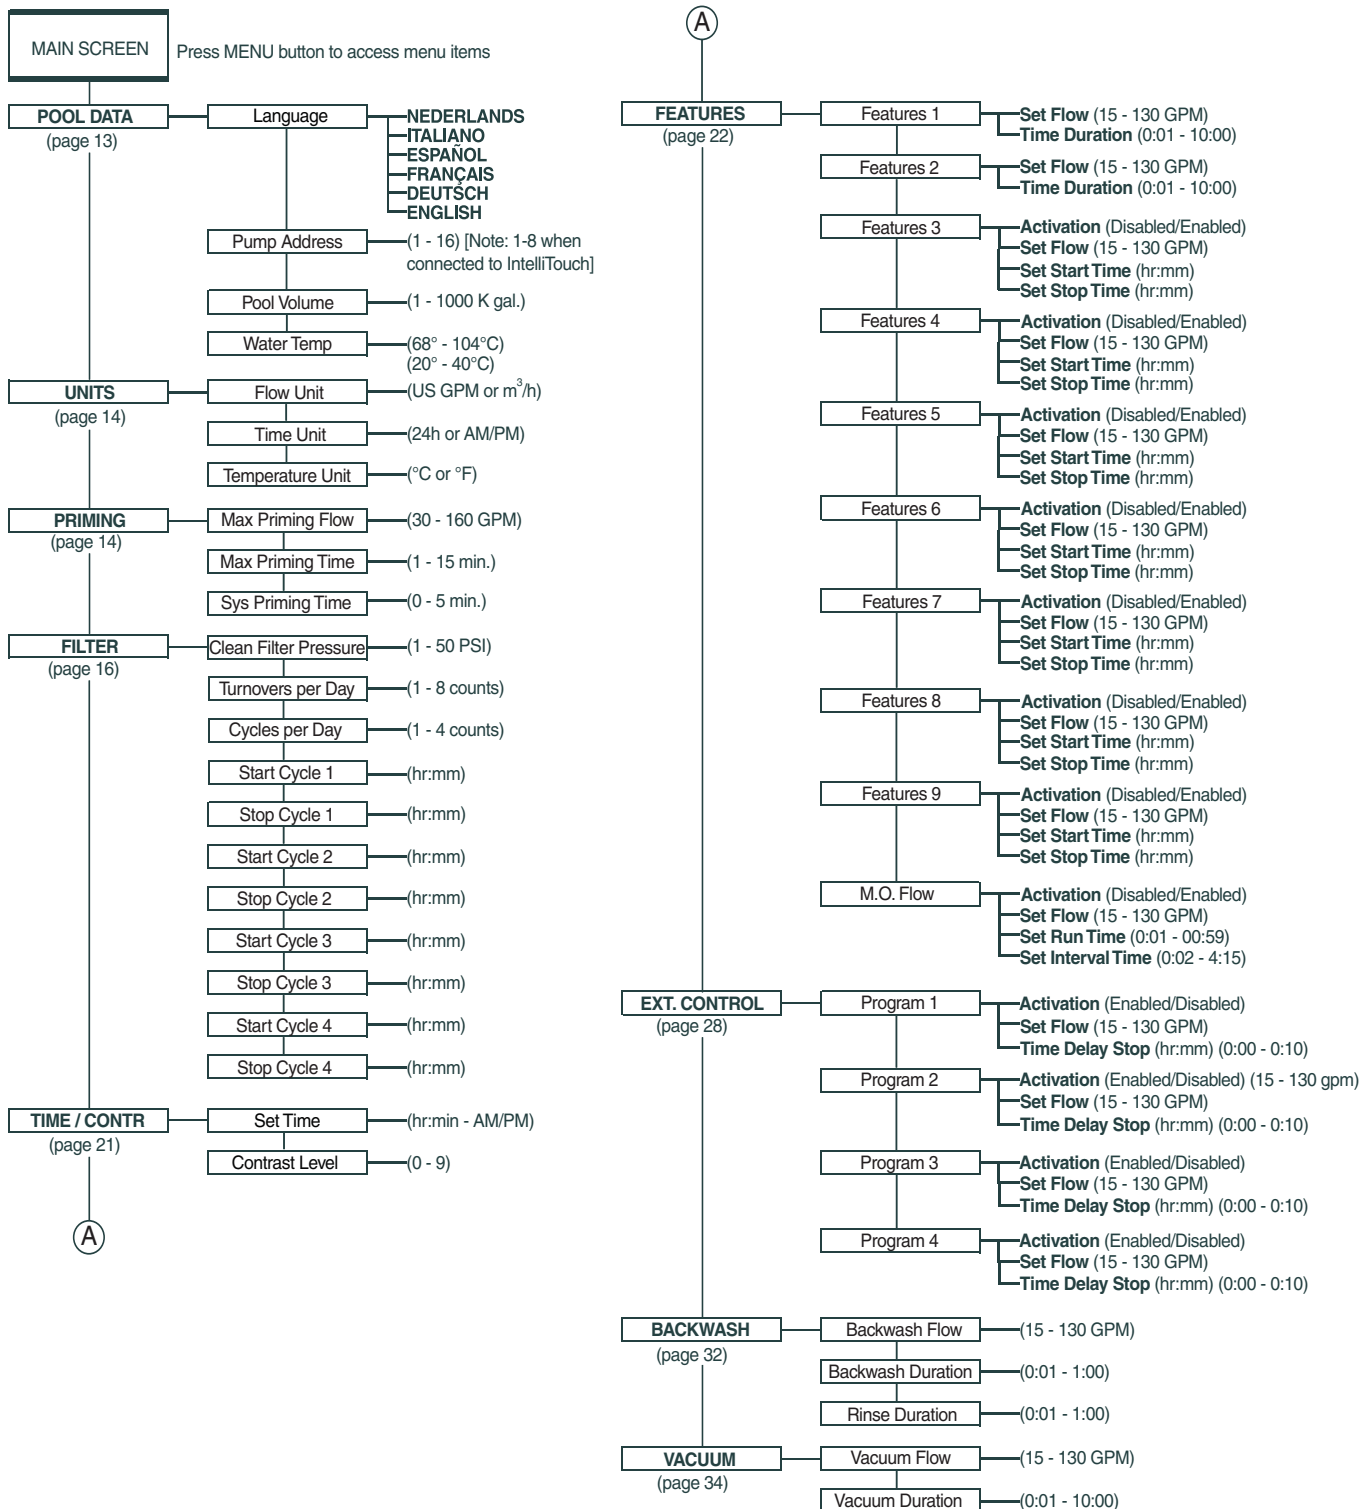 MAIN SCREEN
Press MENU button to access menu items
POOL DATA
(page 13)
Language
NEDERLANDS
ITALIANO
ESPAÑOL
FRANÇAIS
DEUTSCH
ENGLISH
Pump Address
(1 - 16) [Note: 1-8 when
connected to IntelliTouch]
Pool Volume
(1 - 1000 K gal.)
Water Temp
(68° - 104°C)
(20° - 40°C)
UNITS
(page 14)
Flow Unit
(US GPM or m³/h)
Time Unit
(24h or AM/PM)
Temperature Unit
(°C or °F)
PRIMING
(page 14)
Max Priming Flow
(30 - 160 GPM)
Max Priming Time
(1 - 15 min.)
Sys Priming Time
(0 - 5 min.)
FILTER
(page 16)
Clean Filter Pressure
(1 - 50 PSI)
Turnovers per Day
(1 - 8 counts)
Cycles per Day
(1 - 4 counts)
Start Cycle 1
(hr:mm)
Stop Cycle 1
(hr:mm)
Start Cycle 2
(hr:mm)
Stop Cycle 2
(hr:mm)
Start Cycle 3
(hr:mm)
Stop Cycle 3
(hr:mm)
Start Cycle 4
(hr:mm)
Stop Cycle 4
(hr:mm)
TIME / CONTR
(page 21)
Set Time
(hr:min - AM/PM)
Contrast Level
(0 - 9)
A
A
FEATURES
(page 22)
Features 1
Set Flow (15 - 130 GPM)
Time Duration (0:01 - 10:00)
Features 2
Set Flow (15 - 130 GPM)
Time Duration (0:01 - 10:00)
Features 3
Activation (Disabled/Enabled)
Set Flow (15 - 130 GPM)
Set Start Time (hr:mm)
Set Stop Time (hr:mm)
Features 4
Activation (Disabled/Enabled)
Set Flow (15 - 130 GPM)
Set Start Time (hr:mm)
Set Stop Time (hr:mm)
Features 5
Activation (Disabled/Enabled)
Set Flow (15 - 130 GPM)
Set Start Time (hr:mm)
Set Stop Time (hr:mm)
Features 6
Activation (Disabled/Enabled)
Set Flow (15 - 130 GPM)
Set Start Time (hr:mm)
Set Stop Time (hr:mm)
Features 7
Activation (Disabled/Enabled)
Set Flow (15 - 130 GPM)
Set Start Time (hr:mm)
Set Stop Time (hr:mm)
Features 8
Activation (Disabled/Enabled)
Set Flow (15 - 130 GPM)
Set Start Time (hr:mm)
Set Stop Time (hr:mm)
Features 9
Activation (Disabled/Enabled)
Set Flow (15 - 130 GPM)
Set Start Time (hr:mm)
Set Stop Time (hr:mm)
M.O. Flow
Activation (Disabled/Enabled)
Set Flow (15 - 130 GPM)
Set Run Time (0:01 - 00:59)
Set Interval Time (0:02 - 4:15)
EXT. CONTROL
(page 28)
Program 1
Activation (Enabled/Disabled)
Set Flow (15 - 130 GPM)
Time Delay Stop (hr:mm) (0:00 - 0:10)
Program 2
Activation (Enabled/Disabled) (15 - 130 gpm)
Set Flow (15 - 130 GPM)
Time Delay Stop (hr:mm) (0:00 - 0:10)
Program 3
Activation (Enabled/Disabled)
Set Flow (15 - 130 GPM)
Time Delay Stop (hr:mm) (0:00 - 0:10)
Program 4
Activation (Enabled/Disabled)
Set Flow (15 - 130 GPM)
Time Delay Stop (hr:mm) (0:00 - 0:10)
BACKWASH
(page 32)
Backwash Flow
(15 - 130 GPM)
Backwash Duration
(0:01 - 1:00)
Rinse Duration
(0:01 - 1:00)
VACUUM
(page 34)
Vacuum Flow
(15 - 130 GPM)
Vacuum Duration
(0:01 - 10:00)